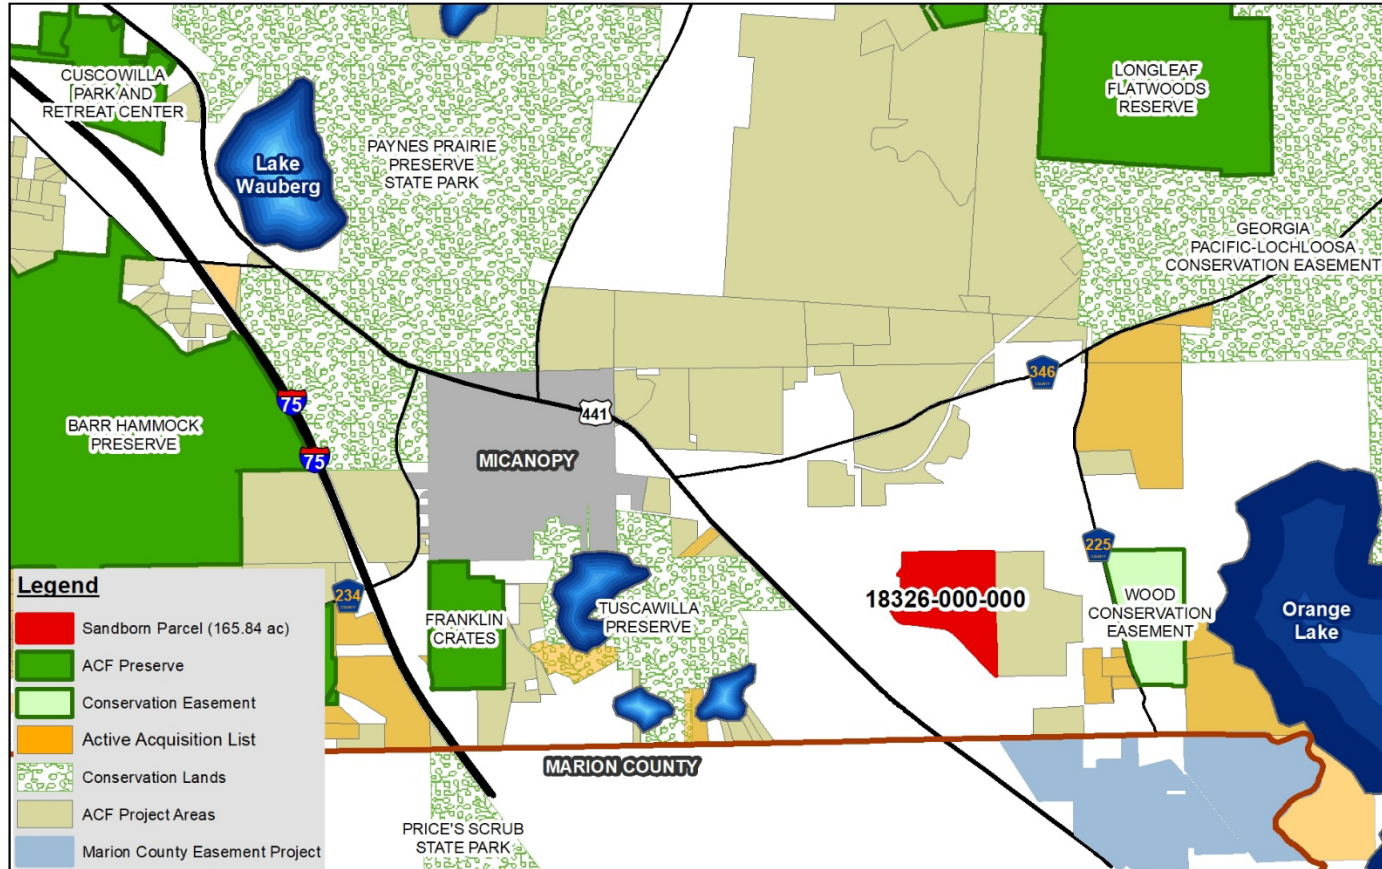 CUSCOWILLA
PARK AND
RETREAT CENTER
Lake
Wauberg
PAYNES PRAIRIE
PRESERVE
STATE PARK
LONGLEAF
FLATWOODS
RESERVE
GEORGIA
PACIFIC-LOCHLOOSA
CONSERVATION EASEMENT
346
COUNTY
75
441
BARR HAMMOCK
PRESERVE
75
MICANOPY
225
COUNTY
234
COUNTY
FRANKLIN
CRATES
TUSCAWILLA
PRESERVE
18326-000-000
WOOD
CONSERVATION
EASEMENT
Orange
Lake
MARION COUNTY
PRICE'S SCRUB
STATE PARK
Legend
Sandborn Parcel (165.84 ac)
ACF Preserve
Conservation Easement
Active Acquisition List
Conservation Lands
ACF Project Areas
Marion County Easement Project